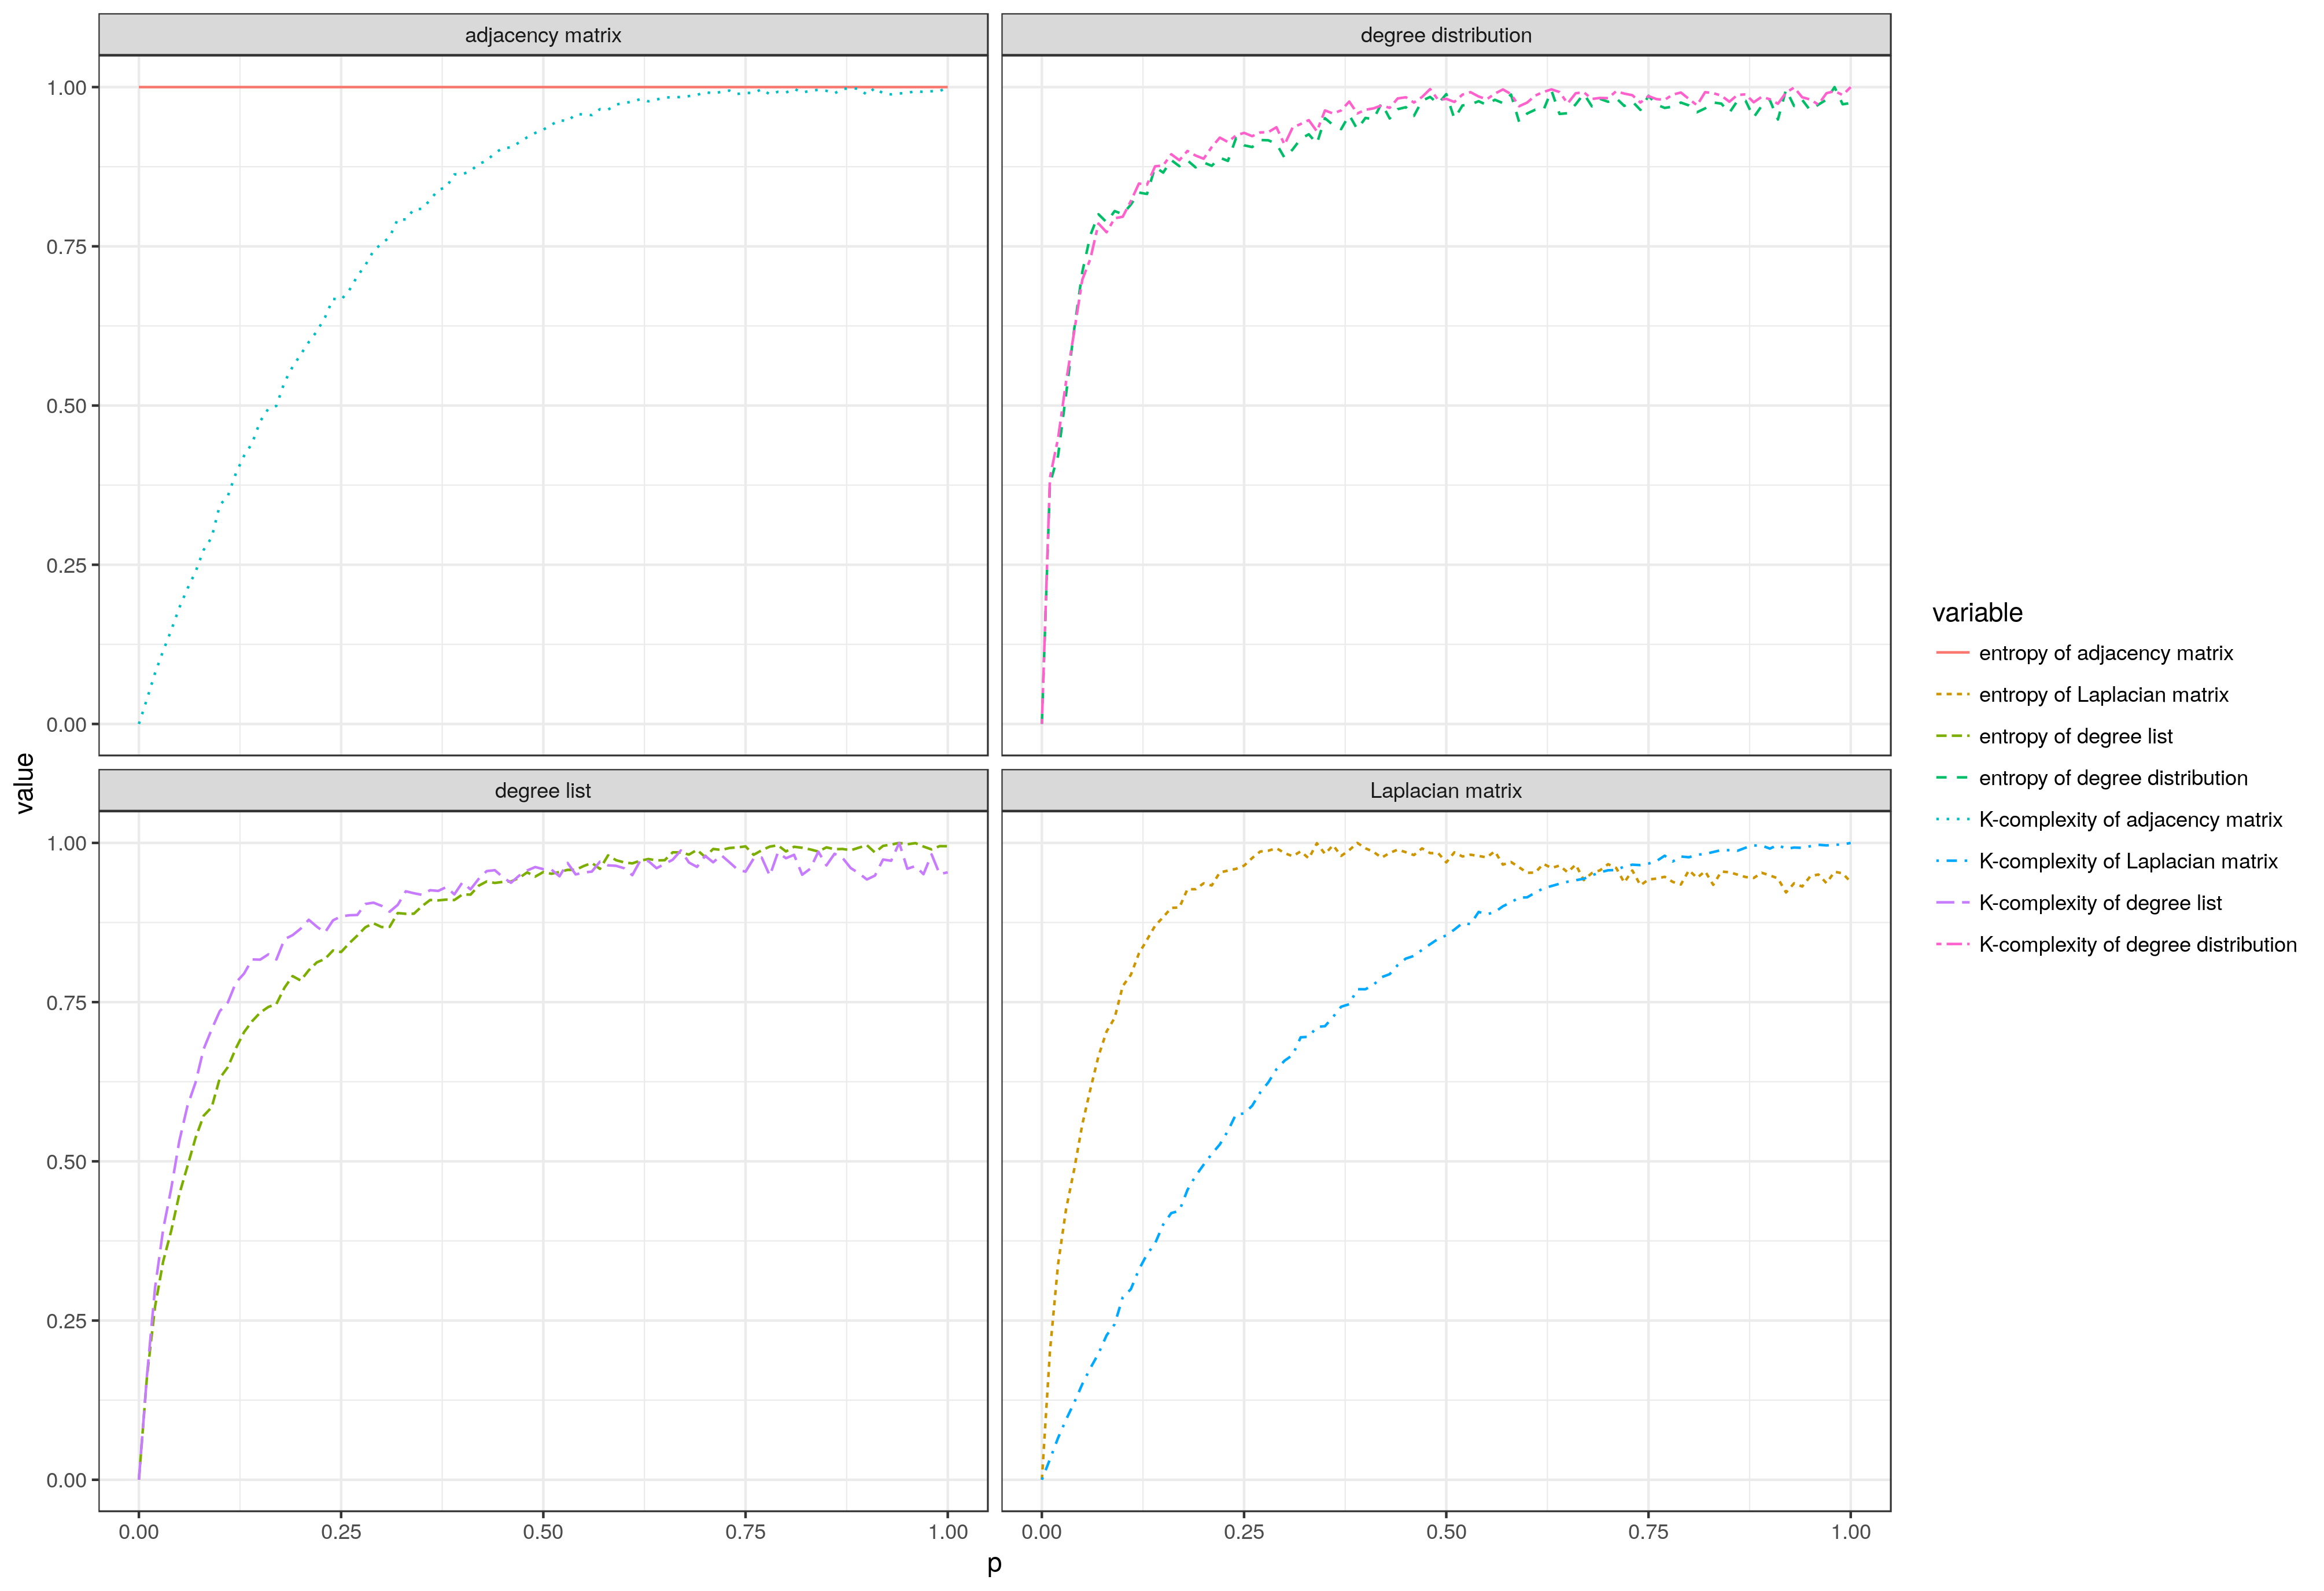 adjacency matrix
degree distribution
1.00
0.75
0.50
0.25
0.00
degree list
Laplacian matrix
1.00
0.75
0.50
0.25
0.00
0.00 0.25 0.50 0.75 1.00
0.00 0.25 0.50 0.75 1.00
value
p
variable
entropy of adjacency matrix
entropy of Laplacian matrix
entropy of degree list
entropy of degree distribution
K-complexity of adjacency matrix
K-complexity of Laplacian matrix
K-complexity of degree list
K-complexity of degree distribution